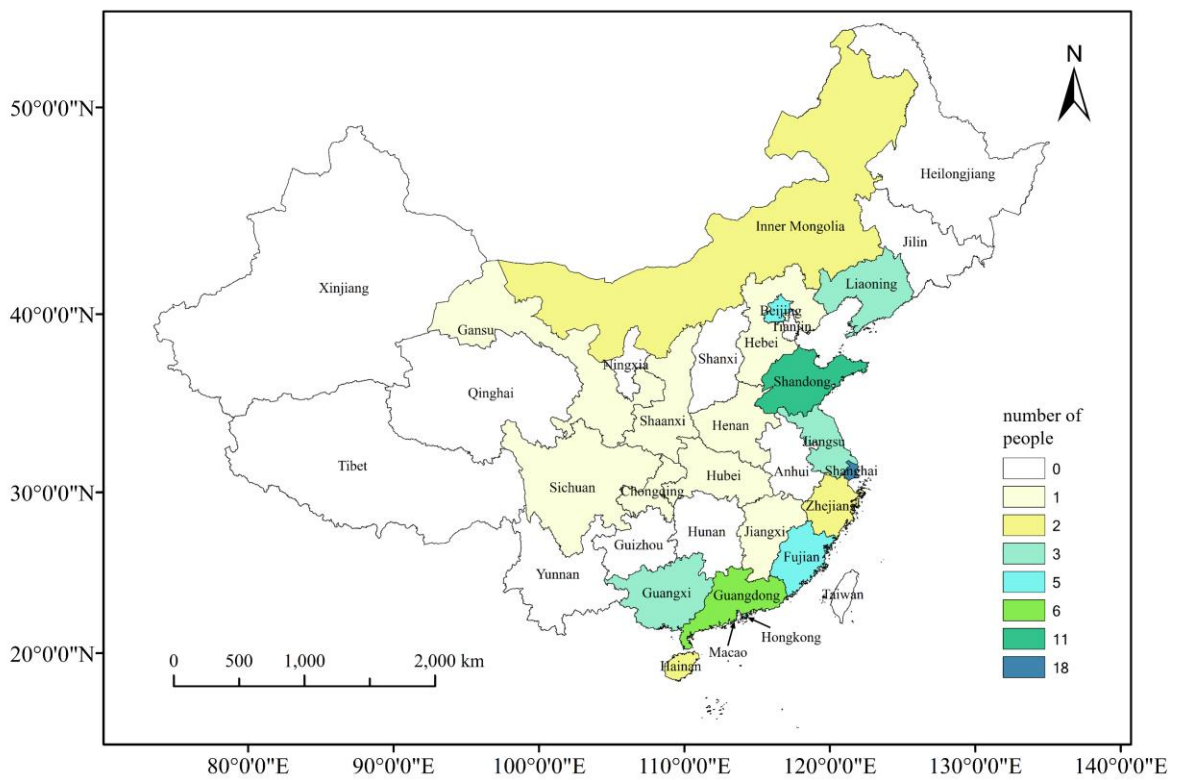 N
50°0'0"N
40°0'0"N
30°0'0"N
20°0'0"N
Heilongjiang
Inner Mongolia
Jilin
Xinjiang
Liaoning
Beijing
Tianjin
Gansu
Hebei
Ningxia
Shanxi
Shandong
Qinghai
Shaanxi
Henan
Jiangsu
Tibet
Anhui
Shanghai
Sichuan
Hubei
Chongqing
Zhejiang
Hunan
Jiangxi
Guizhou
Fujian
Yunnan
Guangxi
Guangdong
Taiwan
Hongkong
Macao
Hainan
number of
people
0
1
2
3
5
6
11
18
0 500 1,000 2,000 km
80°0'0"E 90°0'0"E 100°0'0"E 110°0'0"E 120°0'0"E 130°0'0"E 140°0'0"E